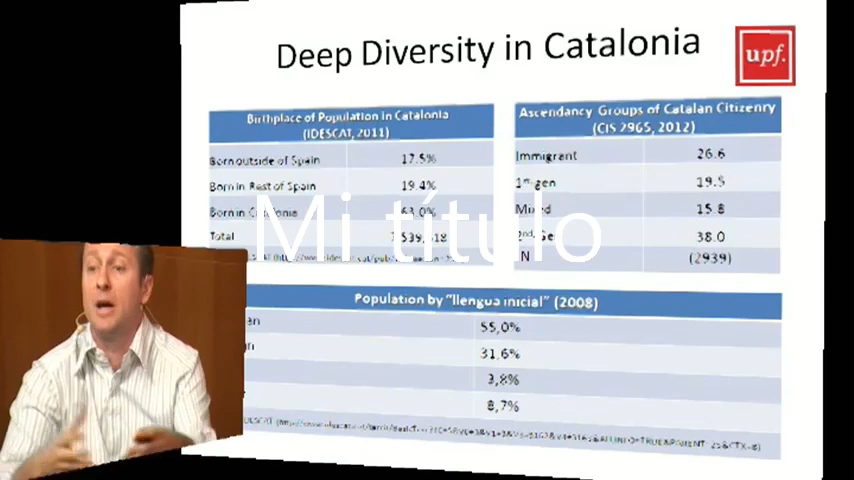 Deep Diversity in Catalonia
upf.
Birthplace of Population in Catalonia
(IDESCAT, 2011)
Born outside of Spain 17.5%
Born in Rest of Spain 19.4%
Born in 63.0%
Total
Ascendancy Groups of Catalan Citizenry
(CIS 2965, 2012)
Immigrant 26.6
1st gen 19.5
Mixed 15.8
2nd 38.0
N (2939)
Mi título
Population by "llengua inicial" (2008)
55,0%
31.6%
3,8%
8,7%